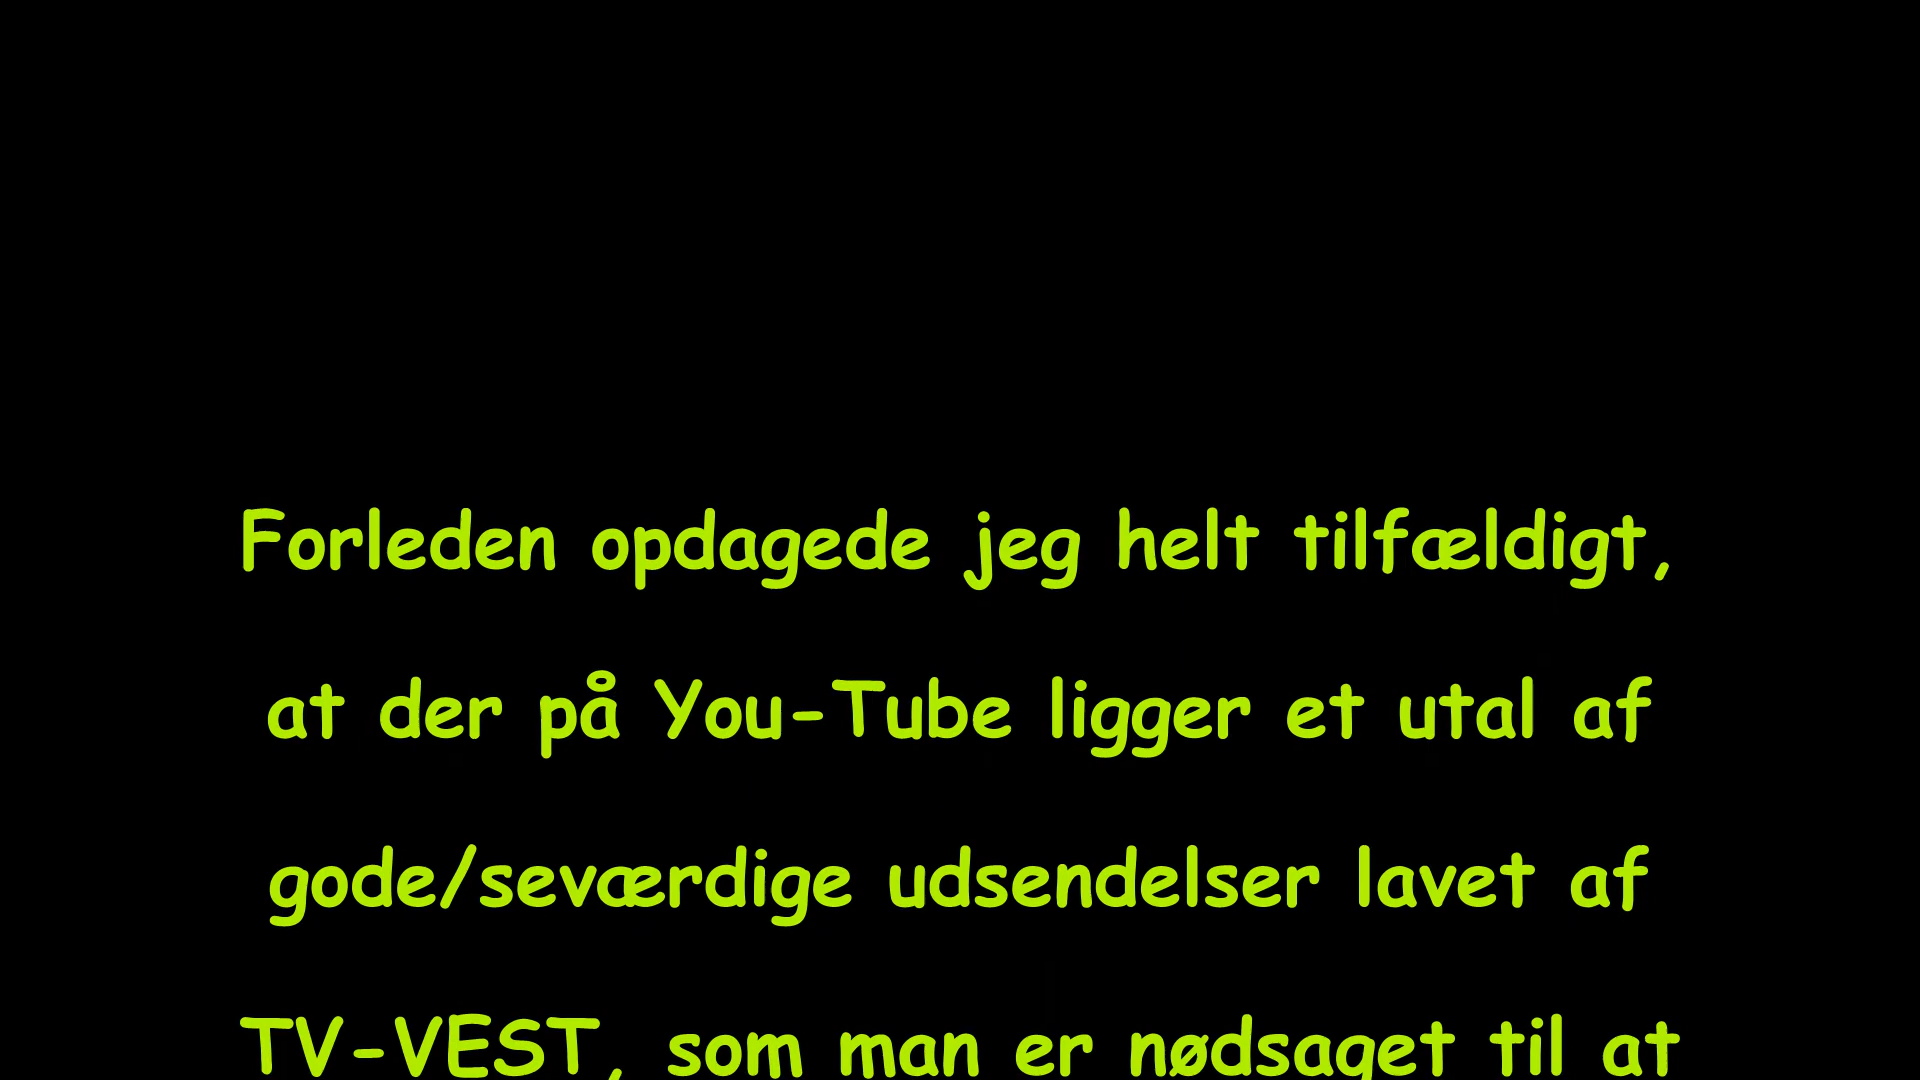 Forleden opdagede jeg helt tilfældigt,
at der på You-Tube ligger et utal af
gode/seværdige udsendelser lavet af
TV-VEST, som man er nødsaget til at